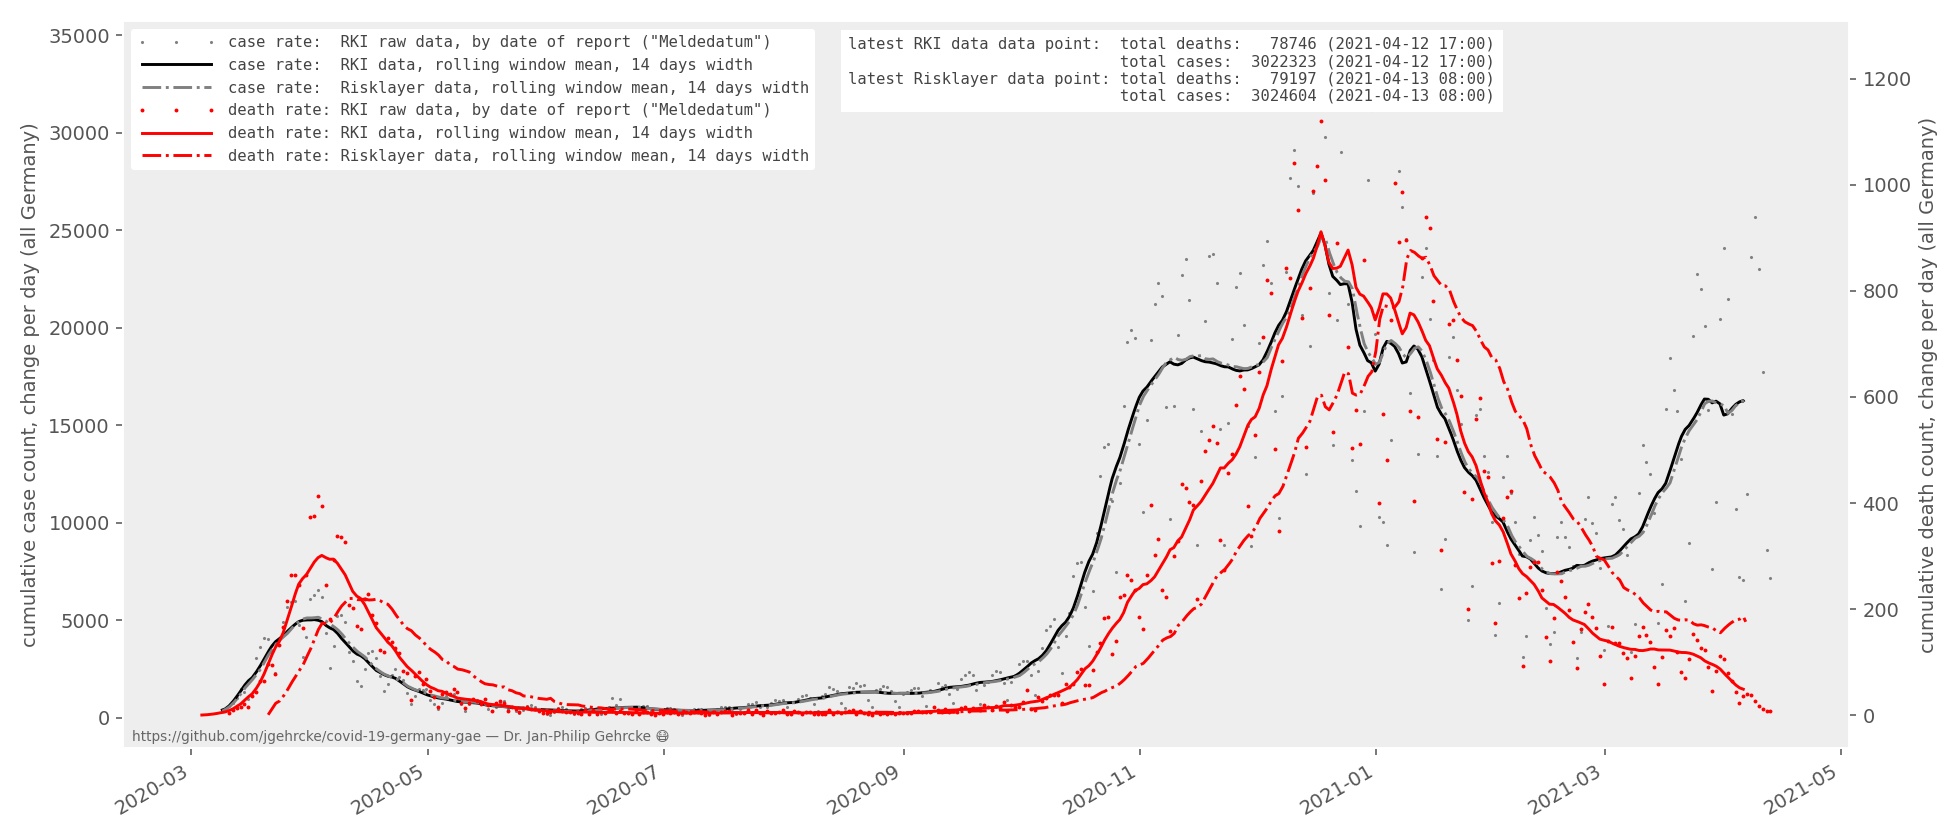 case rate:  RKI raw data, by date of report ("Meldedatum")
case rate:  RKI data, rolling window mean, 14 days width
case rate:  Risklayer data, rolling window mean, 14 days width
death rate: RKI raw data, by date of report ("Meldedatum")
death rate: RKI data, rolling window mean, 14 days width
death rate: Risklayer data, rolling window mean, 14 days width
latest RKI data data point:  total deaths:   78746 (2021-04-12 17:00)
total cases:  3022323 (2021-04-12 17:00)
latest Risklayer data point: total deaths:   79197 (2021-04-13 08:00)
total cases:  3024604 (2021-04-13 08:00)
cumulative case count, change per day (all Germany)
35000
30000
25000
20000
15000
10000
5000
0
cumulative death count, change per day (all Germany)
1200
1000
800
600
400
200
0
https://github.com/jgehrcke/covid-19-germany-gae — Dr. Jan-Philip Gehrcke 😷
2020-03
2020-05
2020-07
2020-09
2020-11
2021-01
2021-03
2021-05